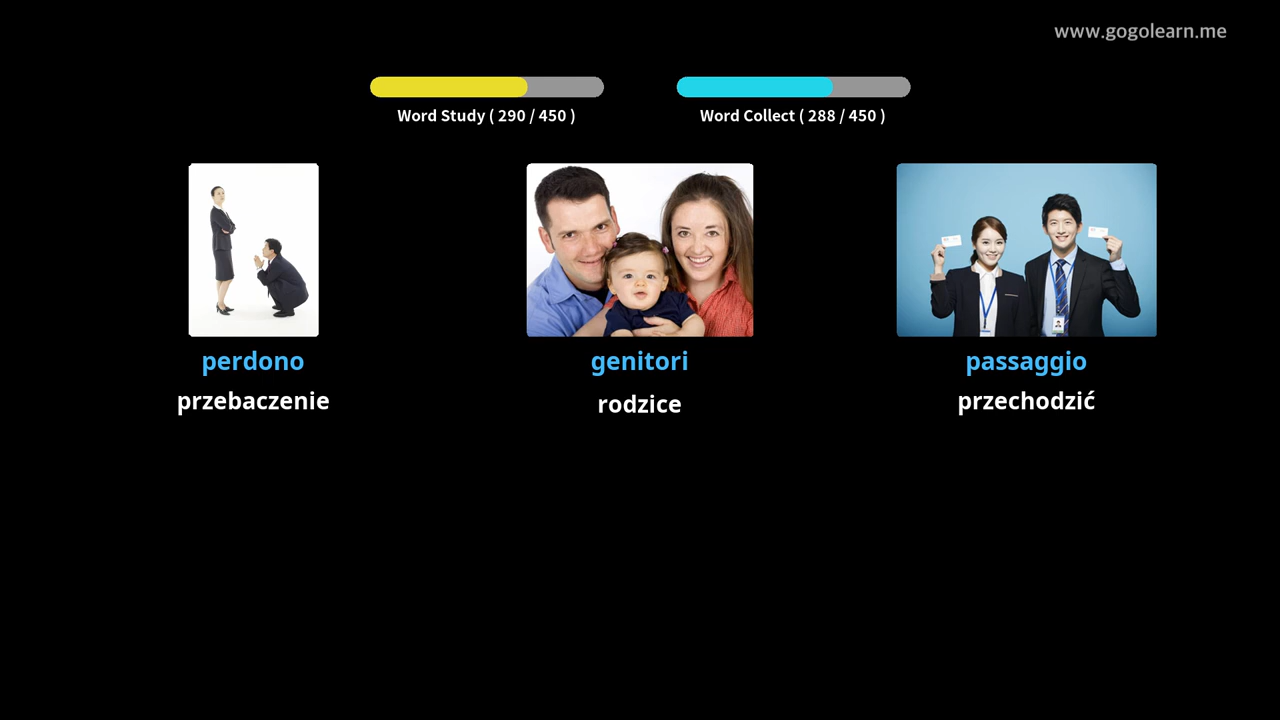 www.gogolearn.me
Word Study ( 290 / 450 )
Word Collect ( 288 / 450 )
perdono
genitori
passaggio
przebaczenie
rodzice
przechodzić